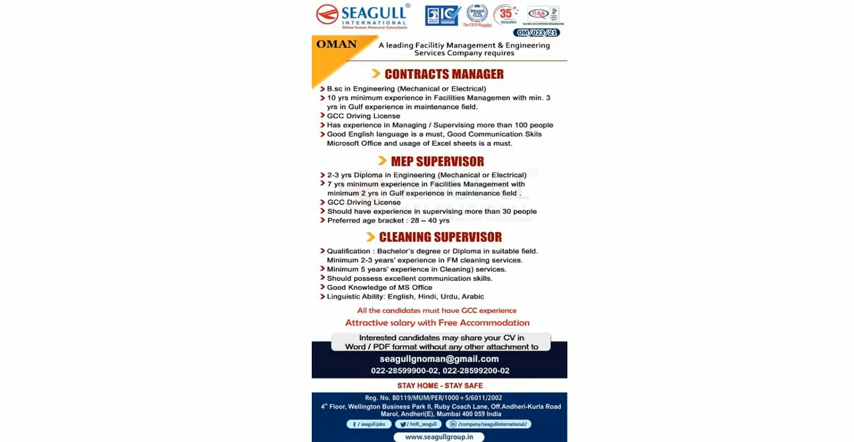 SEAGULL
INTERNATIONAL
Global Human Resource Consultants
35
OM/023/21
OMAN
A leading Facilitiy Management & Engineering
Services Company requires
CONTRACTS MANAGER
B.sc in Engineering (Mechanical or Electrical)
10 yrs minimum experience in Facilities Managemen with min. 3
yrs in Gulf experience in maintenance field.
GCC Driving License
Has experience in Managing / Supervising more than 100 people
Good English language is a must, Good Communication Skils
Microsoft Office and usage of Excel sheets is a must.
MEP SUPERVISOR
2-3 yrs Diploma in Engineering (Mechanical or Electrical)
7 yrs minimum experience in Facilities Management with
minimum 2 yrs in Gulf experience in maintenance field .
GCC Driving License
Should have experience in supervising more than 30 people
Preferred age bracket : 28 – 40 yrs
CLEANING SUPERVISOR
Qualification : Bachelor's degree or Diploma in suitable field.
Minimum 2-3 years' experience in FM cleaning services.
Minimum 5 years' experience in Cleaning) services.
Should possess excellent communication skills.
Good Knowledge of MS Office
Linguistic Ability: English, Hindi, Urdu, Arabic
All the candidates must have GCC experience
Attractive salary with Free Accommodation
Interested candidates may share your CV in
Word / PDF format without any other attachment to
seagullgnoman@gmail.com
022-28599900-02, 022-28599200-02
STAY HOME - STAY SAFE
Reg. No. B0119/MUM/PER/1000+5/6011/2002
4th Floor, Wellington Business Park II, Ruby Coach Lane, Off.Andheri-Kurla Road
Marol, Andheri(E), Mumbai 400 059 India
/ seagull.jobs / hnft_seagull /company/seagullinternational/
www.seagullgroup.in